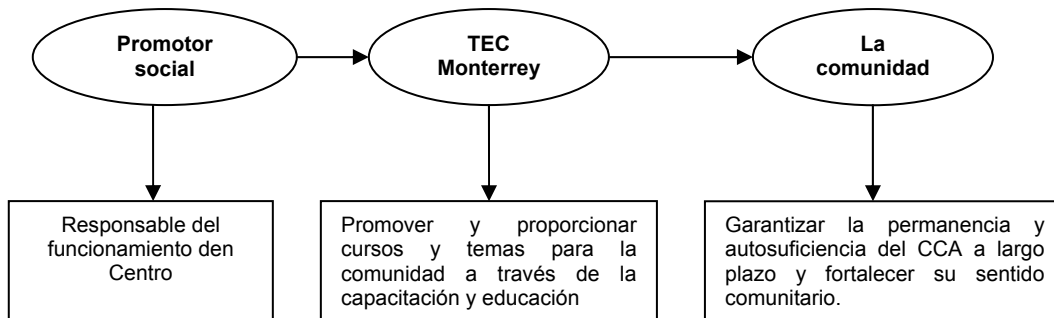 Promotor
social
TEC
Monterrey
La
comunidad
Responsable del
funcionamiento den
Centro
Promover y proporcionar
cursos y temas para la
comunidad a través de la
capacitación y educación
Garantizar la permanencia y
autosuficiencia del CCA a largo
plazo y fortalecer su sentido
comunitario.